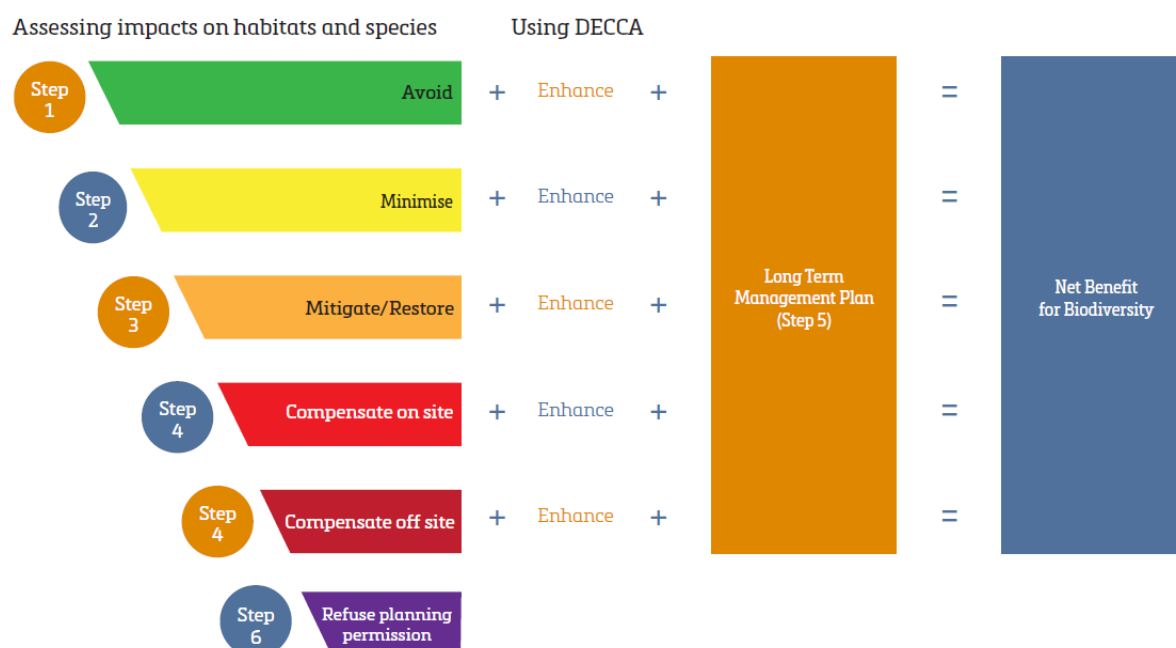 Assessing impacts on habitats and species
Using DECCA
Step
1
Avoid
+ Enhance + =
Step
2
Minimise
+ Enhance + =
Step
3
Mitigate/Restore
+ Enhance + =
Step
4
Compensate on site
+ Enhance + =
Step
4
Compensate off site
+ Enhance + =
Step
6
Refuse planning
permission
Long Term
Management Plan
(Step 5)
Net Benefit
for Biodiversity